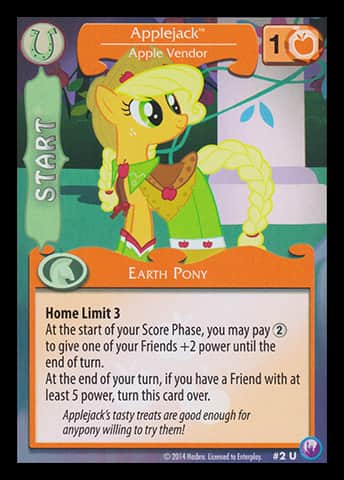 Applejack™
Apple Vendor
1
START
EARTH PONY
Home Limit 3
At the start of your Score Phase, you may pay 2
to give one of your Friends +2 power until the
end of turn.
At the end of your turn, if you have a Friend with at
least 5 power, turn this card over.
Applejack's tasty treats are good enough for
anypony willing to try them!
© 2014 Hasbro. Licensed to Enterplay.
#2 U